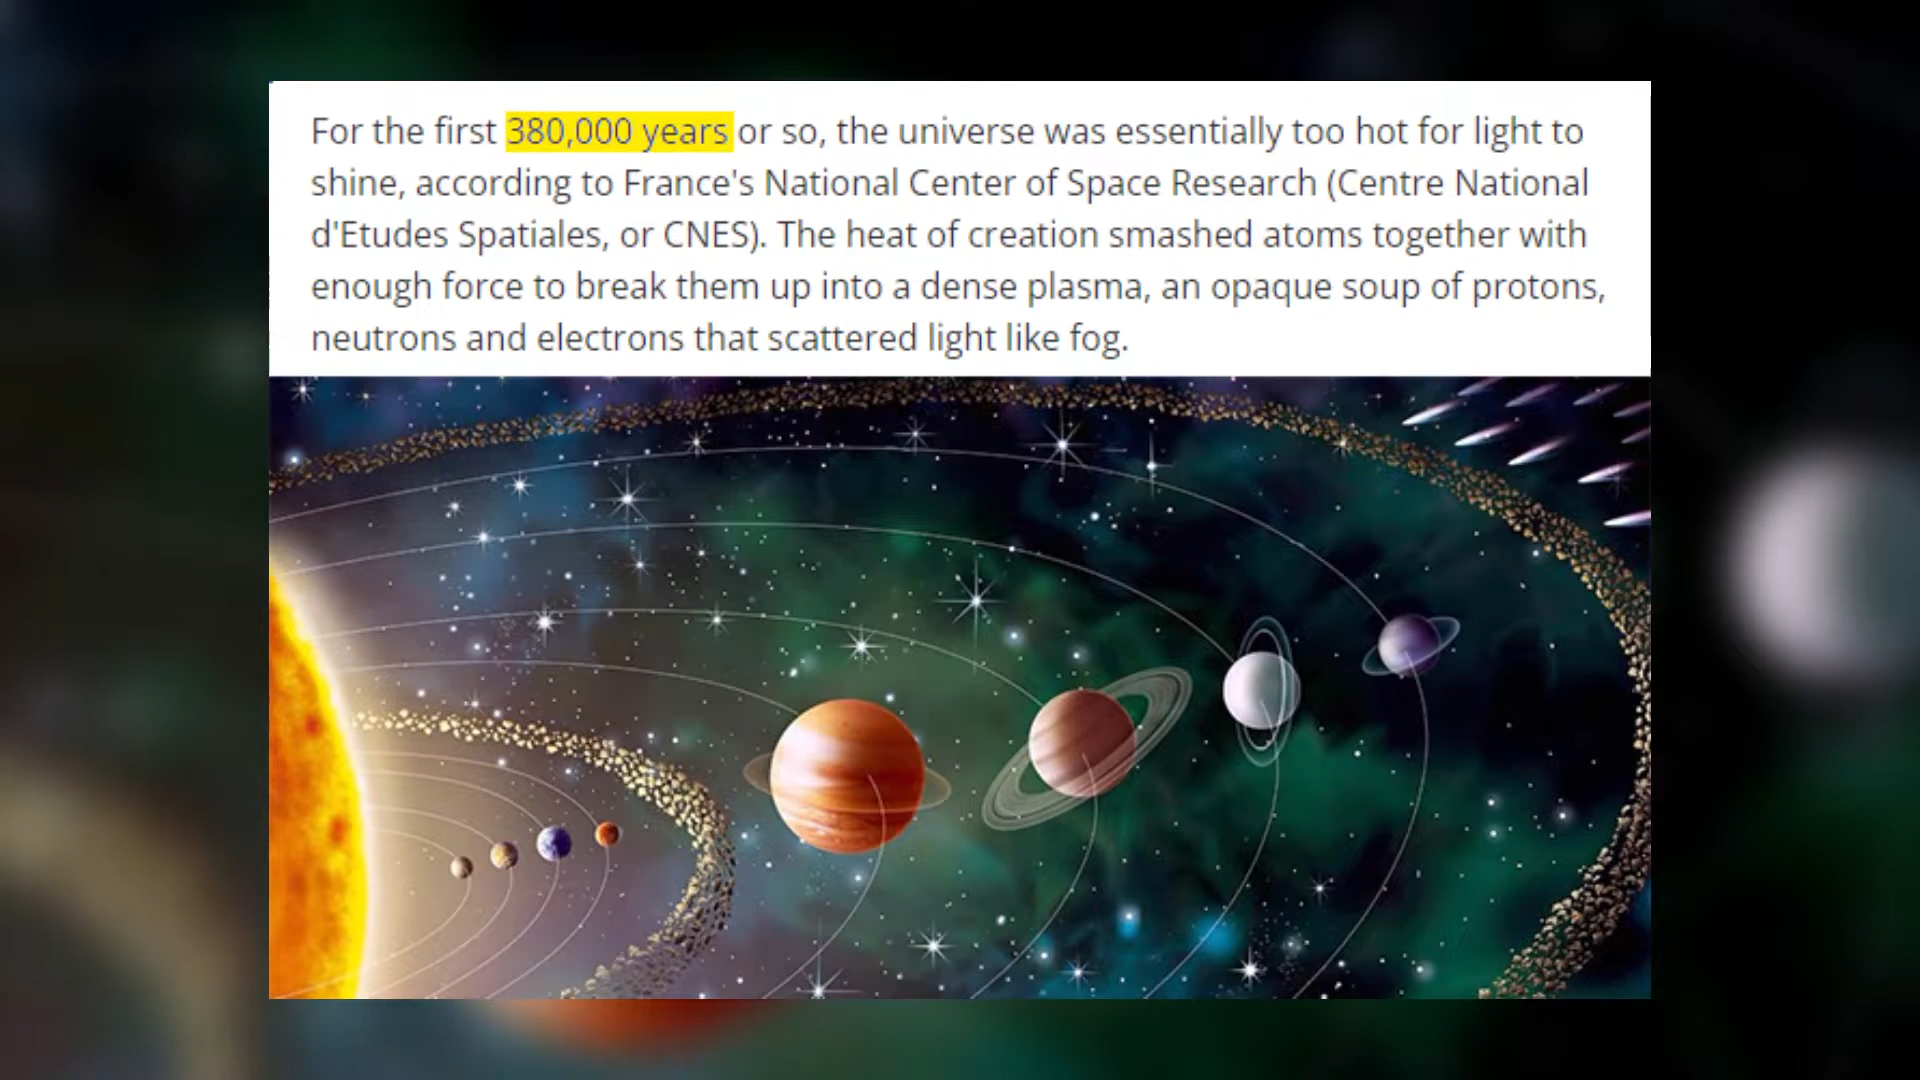 For the first 380,000 years or so, the universe was essentially too hot for light to
shine, according to France's National Center of Space Research (Centre National
d'Etudes Spatiales, or CNES). The heat of creation smashed atoms together with
enough force to break them up into a dense plasma, an opaque soup of protons,
neutrons and electrons that scattered light like fog.